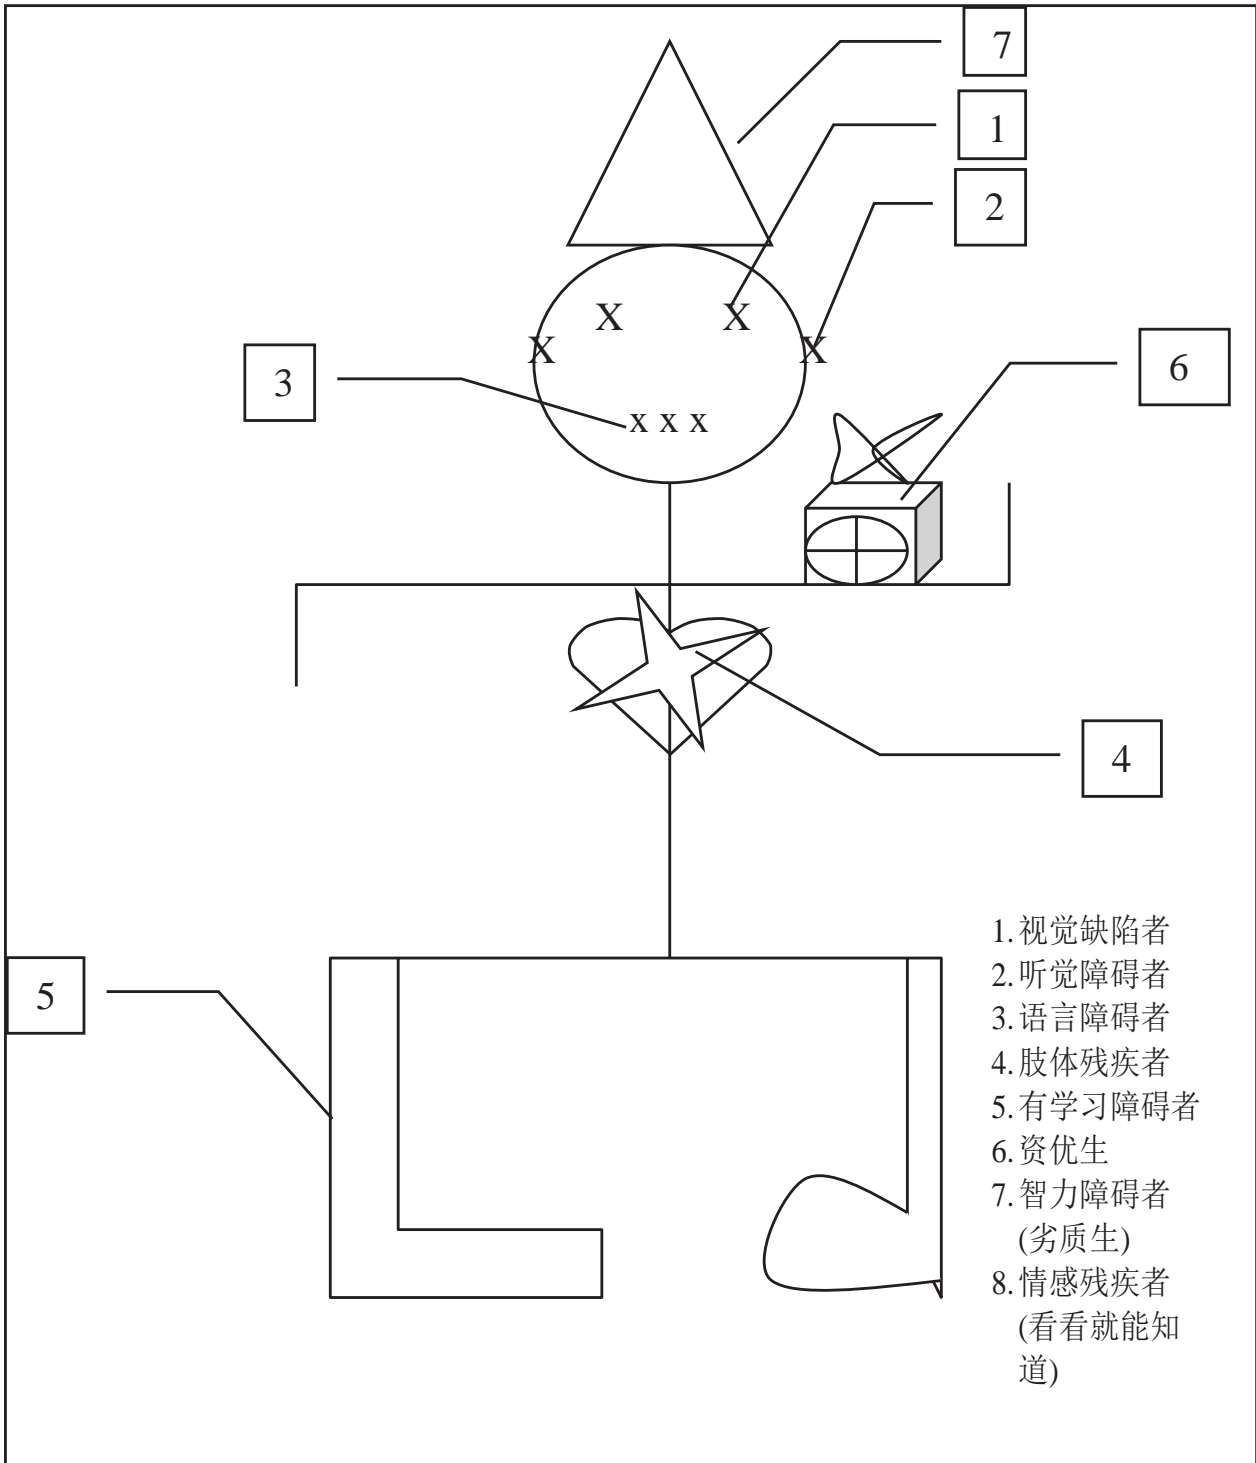 7
1
2
X X
X X
3
6
x x x
4
5
1.视觉缺陷者
2.听觉障碍者
3.语言障碍者
4.肢体残疾者
5.有学习障碍者
6.资优生
7.智力障碍者
(劣质生)
8.情感残疾者
(看看就能知
道)